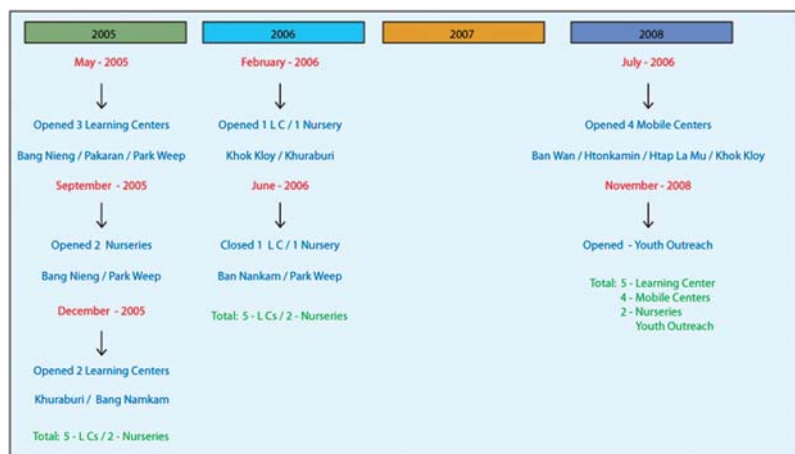 2005
May - 2005
Opened 3 Learning Centers
Bang Nieng / Pakaran / Park Weep
September - 2005
Opened 2 Nurseries
Bang Nieng / Park Weep
December - 2005
Opened 2 Learning Centers
Khuraburi / Bang Namkam
Total: 5 - L Cs / 2 - Nurseries
2006
February - 2006
Opened 1 L C / 1 Nursery
Khok Kloy / Khuraburi
June - 2006
Closed 1 L C / 1 Nursery
Ban Nankam / Park Weep
Total: 5 - L Cs / 2 - Nurseries
2007
2008
July - 2006
Opened 4 Mobile Centers
Ban Wan / Htonkamin / Htap La Mu / Khok Kloy
November - 2008
Opened - Youth Outreach
Total: 5 - Learning Center
4 - Mobile Centers
2 - Nurseries
Youth Outreach